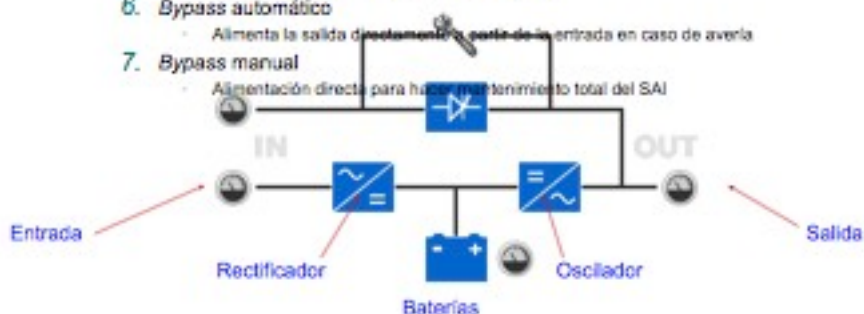 6. Bypass automático
· Alimenta la salida directamente a partir de la entrada en caso de avería
7. Bypass manual
· Alimentación directa para hacer mantenimiento total del SAI
IN
OUT
Entrada
Salida
Rectificador
Oscilador
Baterías